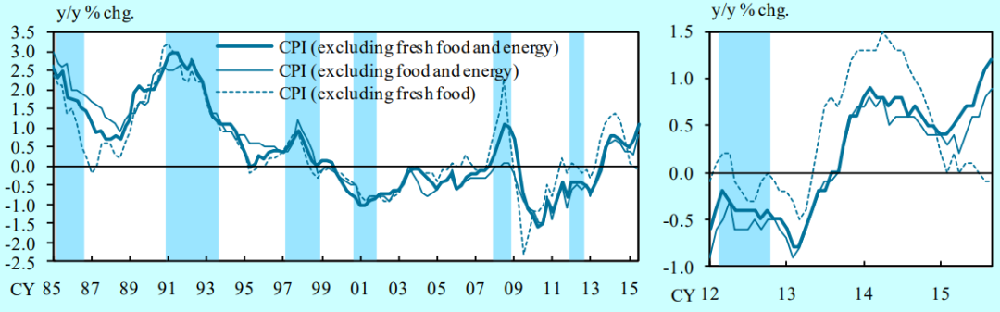 y/y % chg.
3.5
3.0
2.5
2.0
1.5
1.0
0.5
0.0
-0.5
-1.0
-1.5
-2.0
-2.5
CPI (excluding fresh food and energy)
CPI (excluding food and energy)
CPI (excluding fresh food)
CY 85 87 89 91 93 95 97 99 01 03 05 07 09 11 13 15
y/y % chg.
1.5
1.0
0.5
0.0
-0.5
-1.0
CY 12 13 14 15